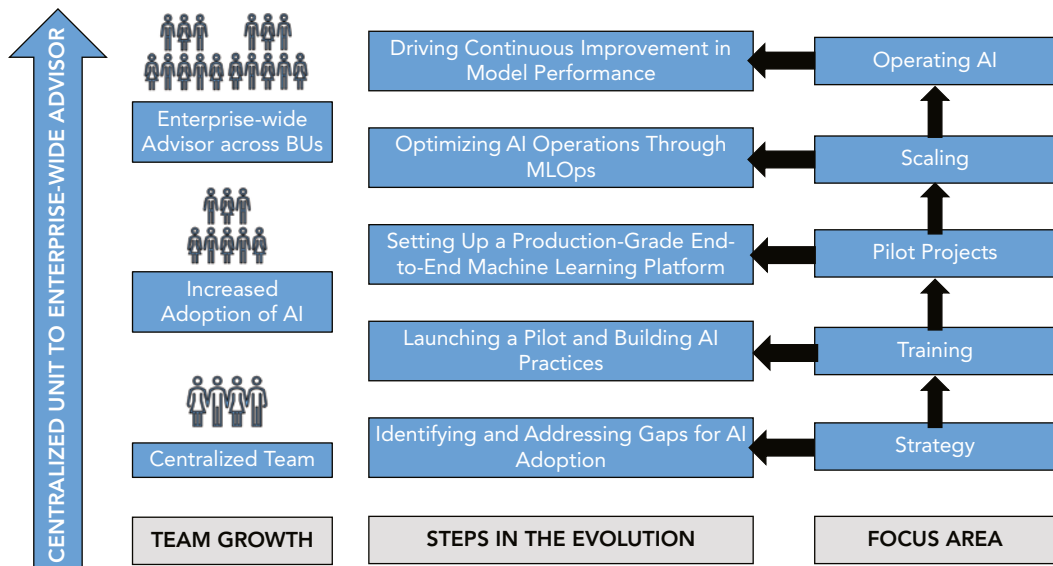 CENTRALIZED UNIT TO ENTERPRISE-WIDE ADVISOR
Enterprise-wide
Advisor across BUs
Increased
Adoption of AI
Centralized Team
TEAM GROWTH
Driving Continuous Improvement in
Model Performance
Optimizing AI Operations Through
MLOps
Setting Up a Production-Grade End-
to-End Machine Learning Platform
Launching a Pilot and Building AI
Practices
Identifying and Addressing Gaps for AI
Adoption
STEPS IN THE EVOLUTION
Operating AI
Scaling
Pilot Projects
Training
Strategy
FOCUS AREA